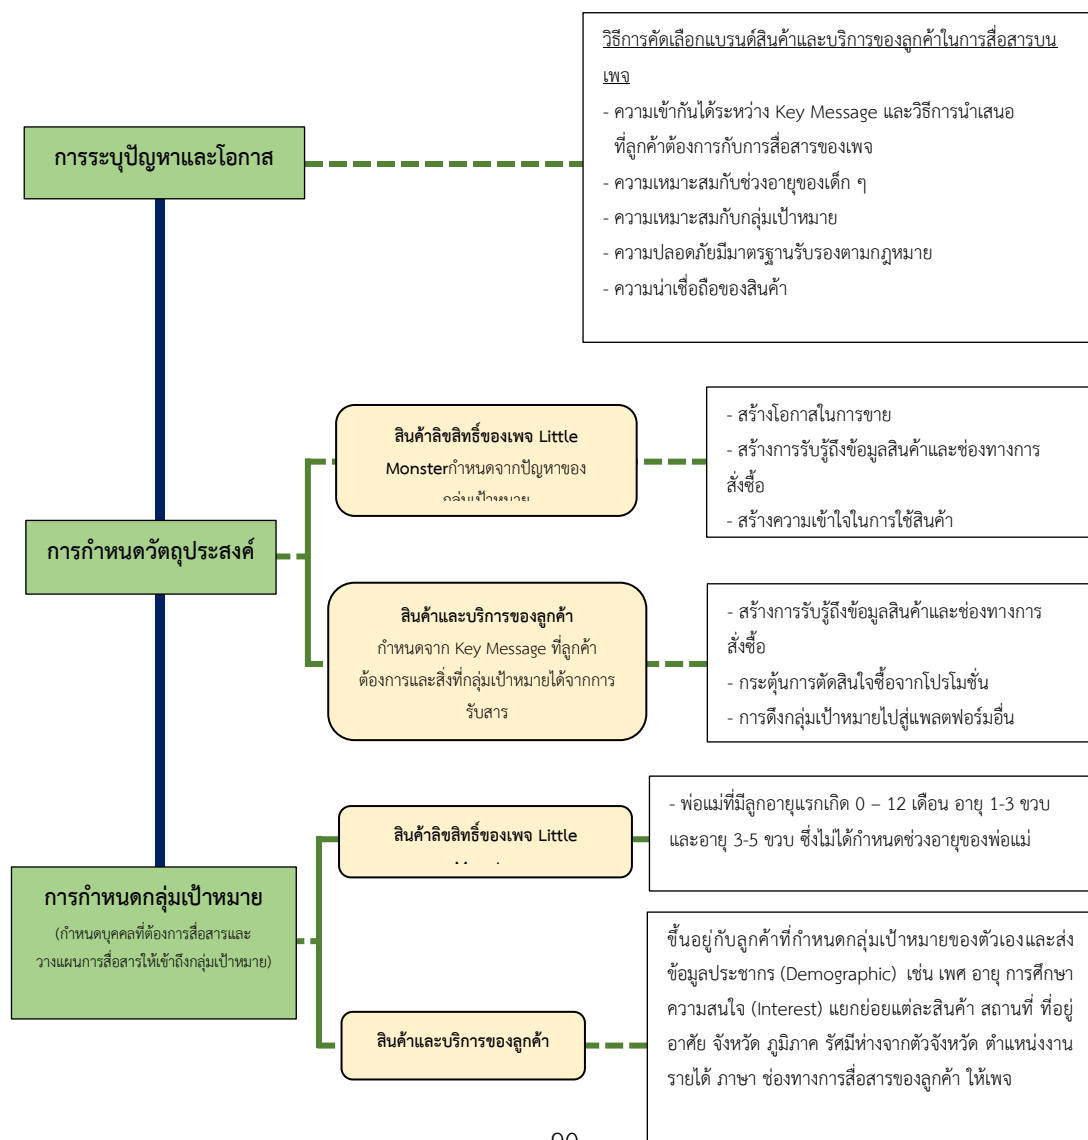 วิธีการคัดเลือกแบรนด์สินค้าและบริการของลูกค้าในการสื่อสารบน
เพจ
- ความเข้ากันได้ระหว่าง Key Message และวิธีการนำเสนอ
ที่ลูกค้าต้องการกับการสื่อสารของเพจ
- ความเหมาะสมกับช่วงอายุของเด็ก ๆ
- ความเหมาะสมกับกลุ่มเป้าหมาย
- ความปลอดภัยมีมาตรฐานรับรองตามกฎหมาย
- ความน่าเชื่อถือของสินค้า
การระบุปัญหาและโอกาส
สินค้าลิขสิทธิ์ของเพจ Little
Monsterกำหนดจากปัญหาของ
กลุ่มเป้าหมาย
- สร้างโอกาสในการขาย
- สร้างการรับรู้ถึงข้อมูลสินค้าและช่องทางการ
สั่งซื้อ
- สร้างความเข้าใจในการใช้สินค้า
การกำหนดวัตถุประสงค์
สินค้าและบริการของลูกค้า
กำหนดจาก Key Message ที่ลูกค้า
ต้องการและสิ่งที่กลุ่มเป้าหมายได้จากการ
รับสาร
- สร้างการรับรู้ถึงข้อมูลสินค้าและช่องทางการ
สั่งซื้อ
- กระตุ้นการตัดสินใจซื้อจากโปรโมชั่น
- การดึงกลุ่มเป้าหมายไปสู่แพลตฟอร์มอื่น
สินค้าลิขสิทธิ์ของเพจ Little
- พ่อแม่ที่มีลูกอายุแรกเกิด 0 – 12 เดือน อายุ 1-3 ขวบ
และอายุ 3-5 ขวบ ซึ่งไม่ได้กำหนดช่วงอายุของพ่อแม่
การกำหนดกลุ่มเป้าหมาย
(กำหนดบุคคลที่ต้องการสื่อสารและ
วางแผนการสื่อสารให้เข้าถึงกลุ่มเป้าหมาย)
สินค้าและบริการของลูกค้า
ขึ้นอยู่กับลูกค้าที่กำหนดกลุ่มเป้าหมายของตัวเองและส่ง
ข้อมูลประชากร (Demographic) เช่น เพศ อายุ การศึกษา
ความสนใจ (Interest) แยกย่อยแต่ละสินค้า สถานที่ ที่อยู่
อาศัย จังหวัด ภูมิภาค รัศมีห่างจากตัวจังหวัด ตำแหน่งงาน
รายได้ ภาษา ช่องทางการสื่อสารของลูกค้า ให้เพจ